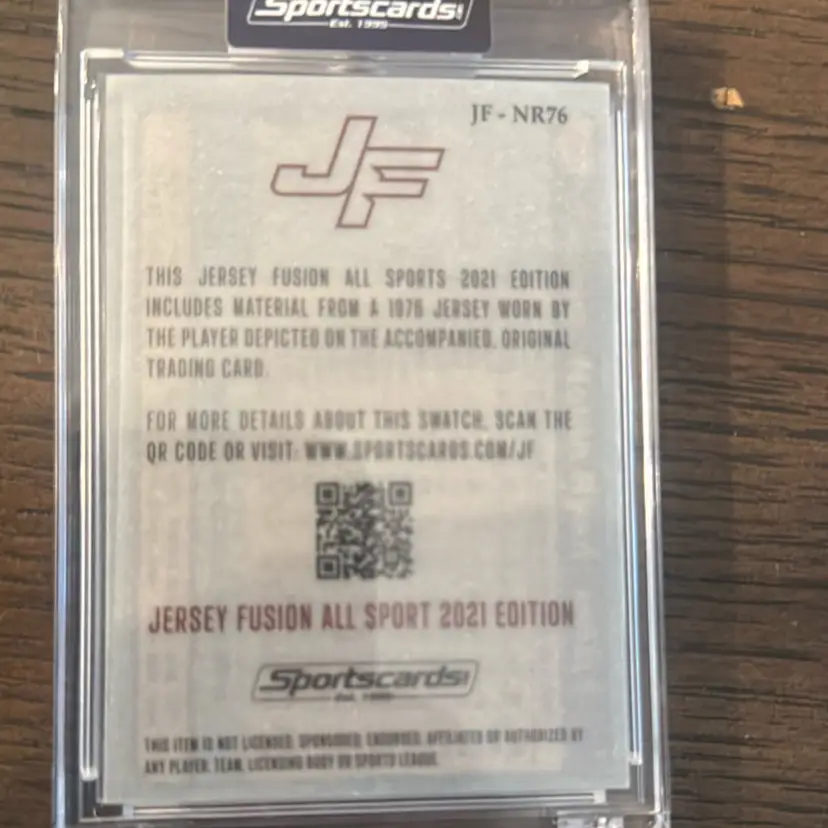 Sportscards!
Est. 1995
JF - NR76
JF
THIS JERSEY FUSION ALL SPORTS 2021 EDITION
INCLUDES MATERIAL FROM A 1976 JERSEY WORN BY
THE PLAYER DEPICTED ON THE ACCOMPANIED, ORIGINAL
TRADING CARD.
FOR MORE DETAILS ABOUT THIS SWATCH, SCAN THE
QR CODE OR VISIT: WWW.SPORTSCARDS.COM/JF
JERSEY FUSION ALL SPORT 2021 EDITION
Sportscards!
Est. 1995
THIS ITEM IS NOT LICENSED, SPONSORED, ENDORSED, AFFILIATED OR AUTHORIZED BY
ANY PLAYER, TEAM, LICENSING BODY OR SPORTS LEAGUE.